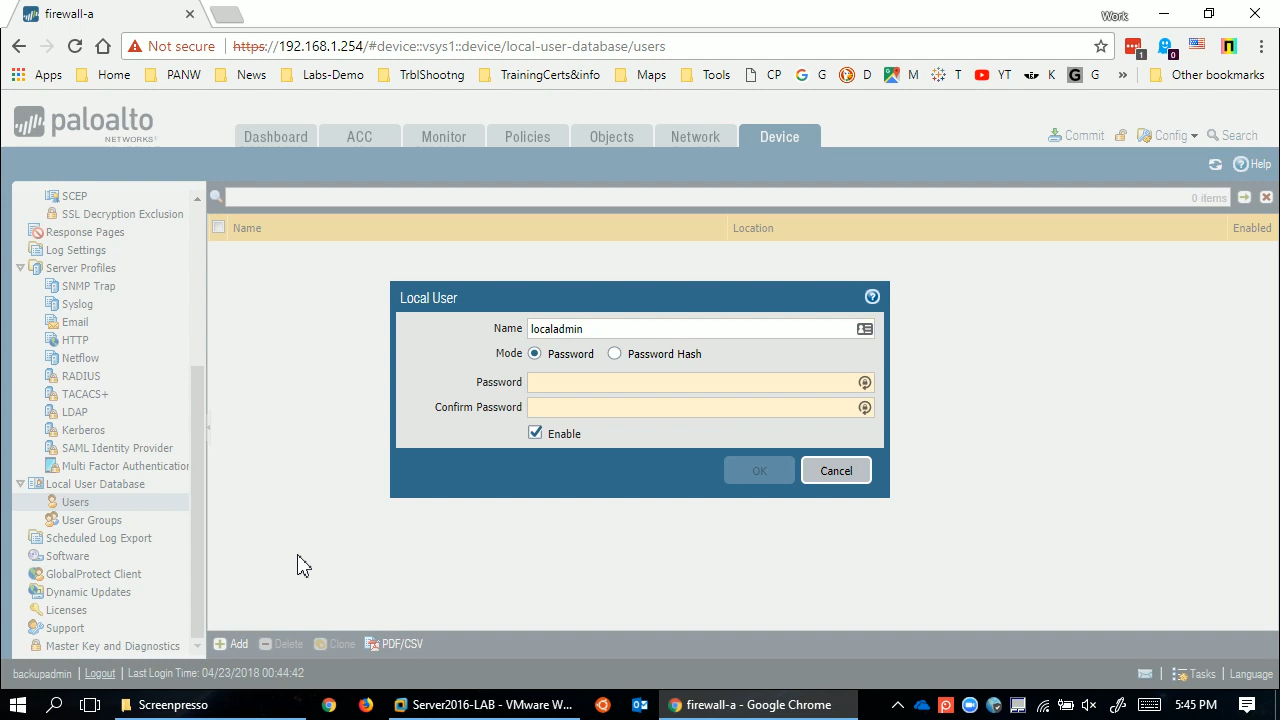 firewall-a
Work
Not secure https://192.168.1.254/#device::vsys1::device/local-user-database/users
1
0
Apps Home PANW News Labs-Demo TrblShootng TrainingCerts&info Maps Tools CP G D M T YT K G » Other bookmarks
paloalto
NETWORKS
Dashboard ACC Monitor Policies Objects Network Device
Commit Config Search
Help
SCEP
SSL Decryption Exclusion
Response Pages
Log Settings
Server Profiles
SNMP Trap
Syslog
Email
HTTP
Netflow
RADIUS
TACACS+
LDAP
Kerberos
SAML Identity Provider
Multi Factor Authentication
Local User Database
Users
User Groups
Scheduled Log Export
Software
GlobalProtect Client
Dynamic Updates
Licenses
Support
Master Key and Diagnostics
0 items
Name Location Enabled
Local User
Name localadmin
Mode Password Password Hash
Password
Confirm Password
Enable
OK Cancel
Add Delete Clone PDF/CSV
backupadmin | Logout | Last Login Time: 04/23/2018 00:44:42
Tasks | Language
Screenpresso Server2016-LAB - VMware W... firewall-a - Google Chrome 5:45 PM